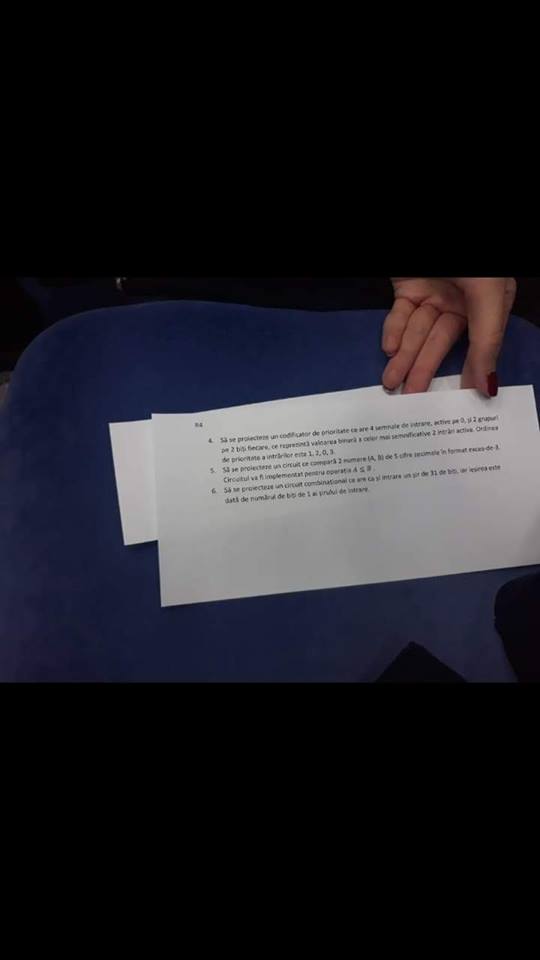 R4
4. Să se proiecteze un codificator de prioritate ce are 4 semnale de intrare, active pe 0, și 2 grupuri
pe 2 biți fiecare, ce reprezintă valoarea binară a celor mai semnificative 2 intrări active. Ordinea
de prioritate a intrărilor este 1, 2, 0, 3.
5. Să se proiecteze un circuit ce compară 2 numere (A, B) de 5 cifre zecimale în format exces-de-3.
Circuitul va fi implementat pentru operația A ≤ B.
6. Să se proiecteze un circuit combinațional ce are ca și intrare un șir de 31 de biți, iar ieșirea este
dată de numărul de biți de 1 ai șirului de intrare.